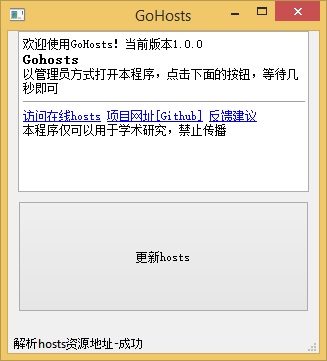 GoHosts
欢迎使用GoHosts！当前版本1.0.0
Gohosts
以管理员方式打开本程序，点击下面的按钮，等待几
秒即可
访问在线hosts 项目网址[Github] 反馈建议
本程序仅可以用于学术研究，禁止传播
更新hosts
解析hosts资源地址-成功